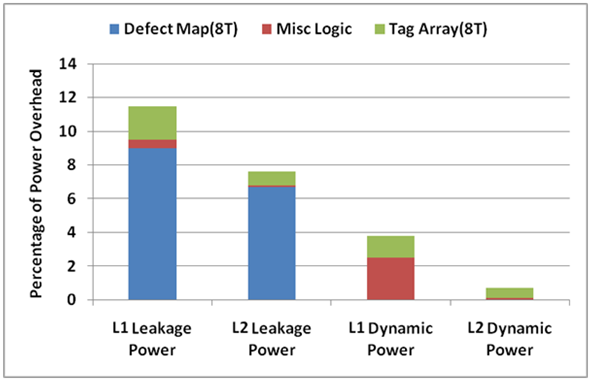 Defect Map(8T) Misc Logic Tag Array(8T)
Percentage of Power Overhead
14
12
10
8
6
4
2
0
L1 Leakage Power
L2 Leakage Power
L1 Dynamic Power
L2 Dynamic Power